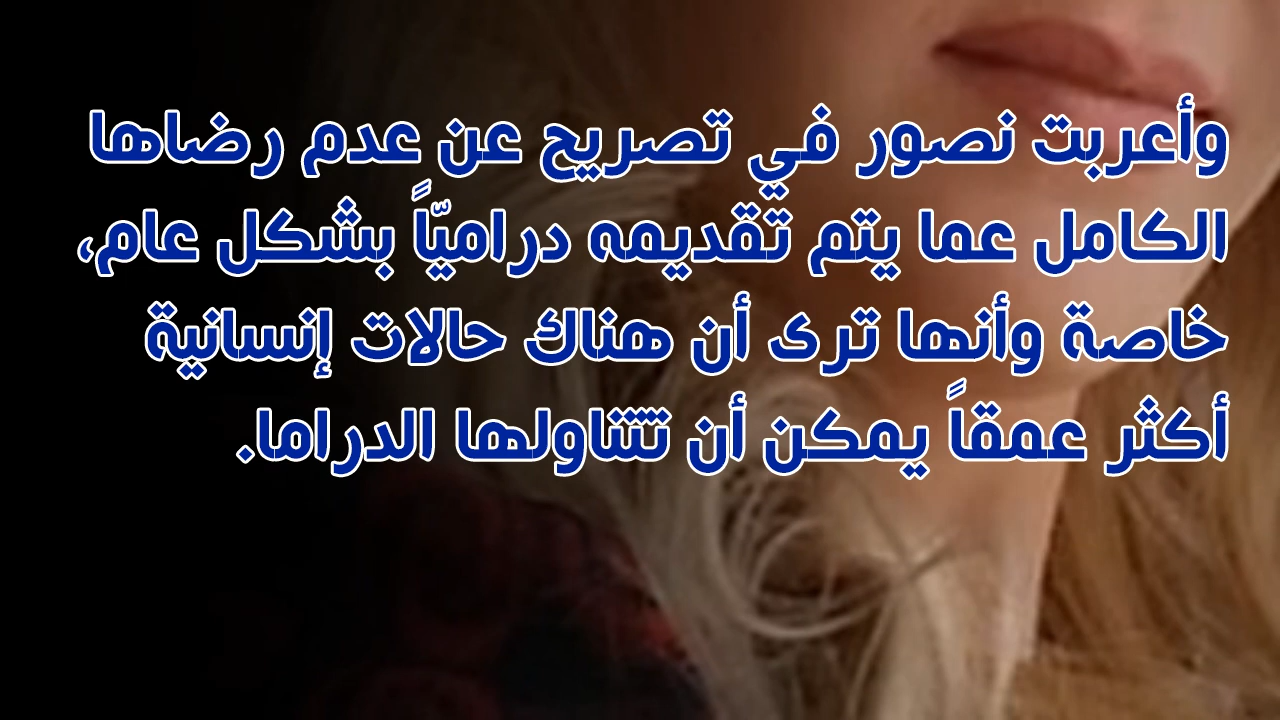 وأعربت نصور في تصريح عن عدم رضاها
الكامل عما يتم تقديمه دراميّاً بشكل عام،
خاصة وأنها ترى أن هناك حالات إنسانية
أكثر عمقاً يمكن أن تتناولها الدراما.